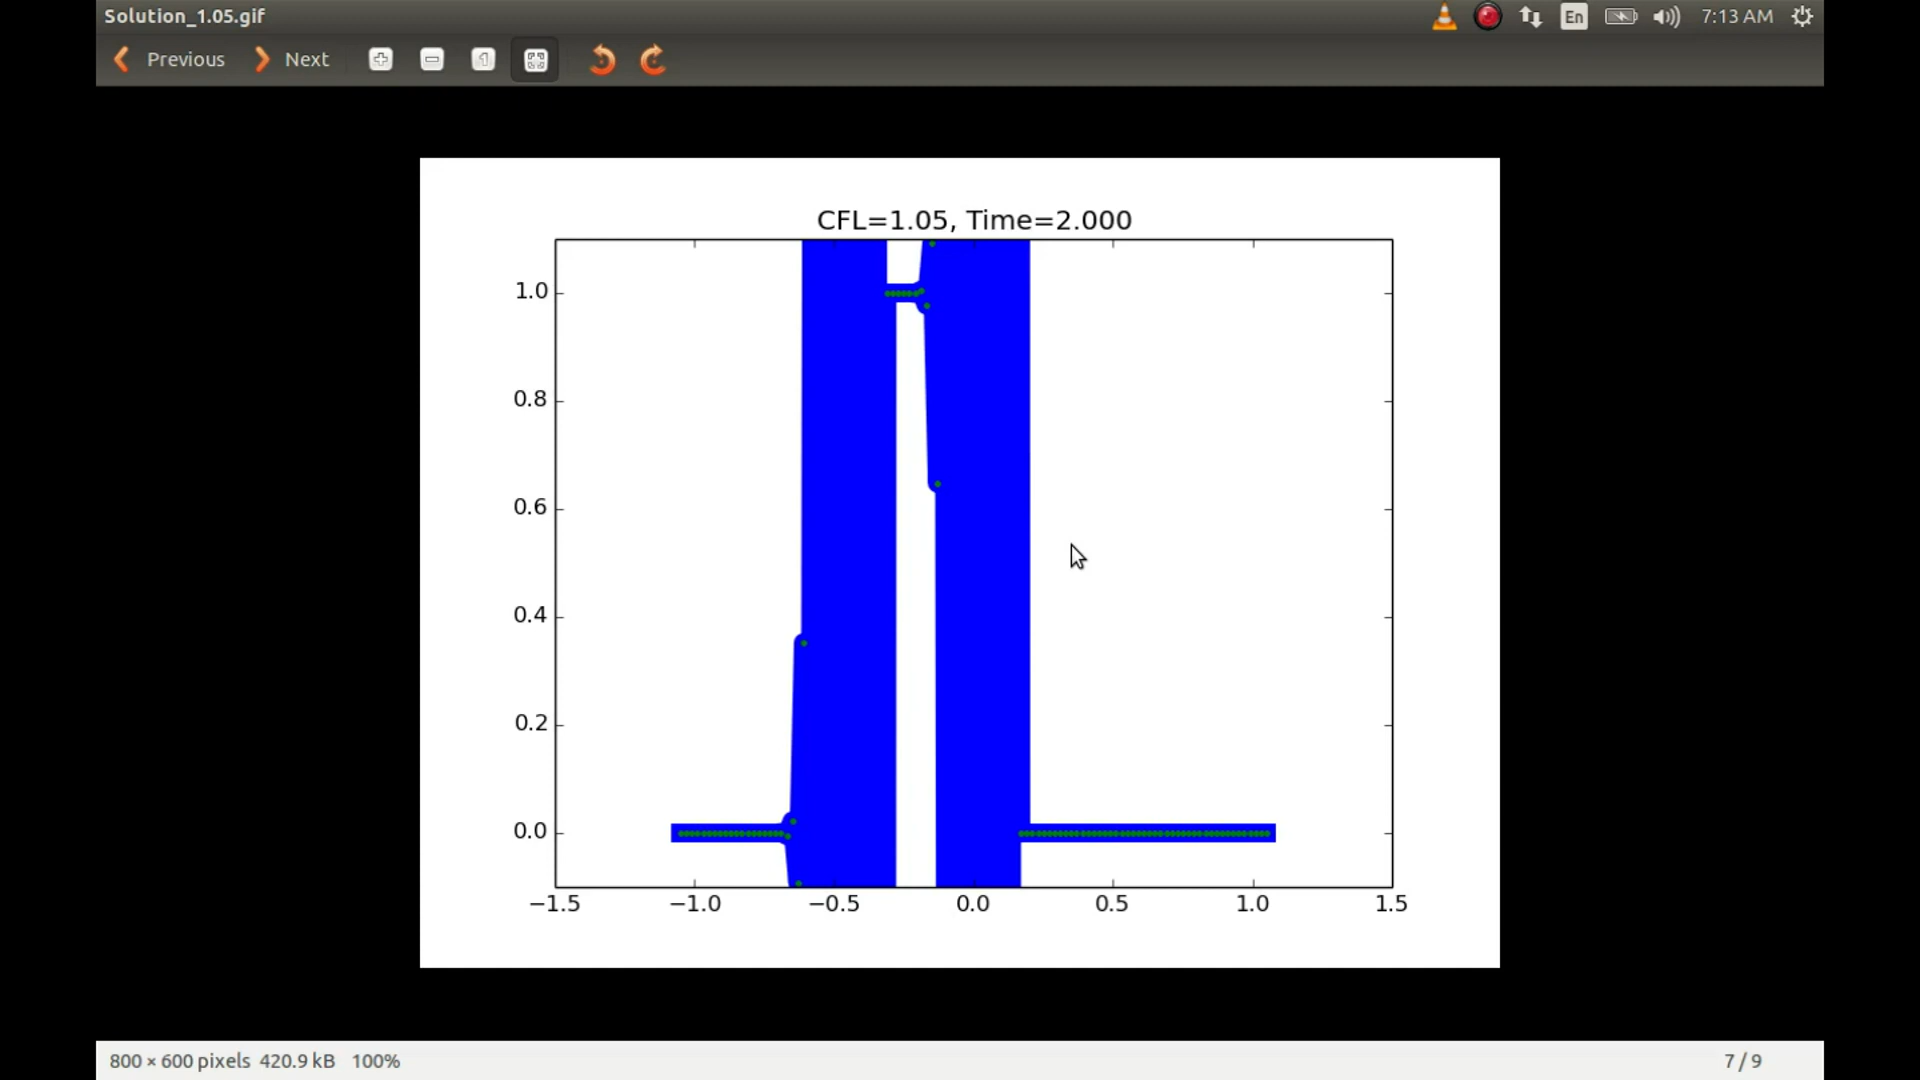 Solution_1.05.gif
En
7:13 AM
Previous
Next
1
CFL=1.05, Time=2.000
1.0
0.8
0.6
0.4
0.2
0.0
−1.5 −1.0 −0.5 0.0 0.5 1.0 1.5
800 × 600 pixels 420.9 kB 100%
7 / 9